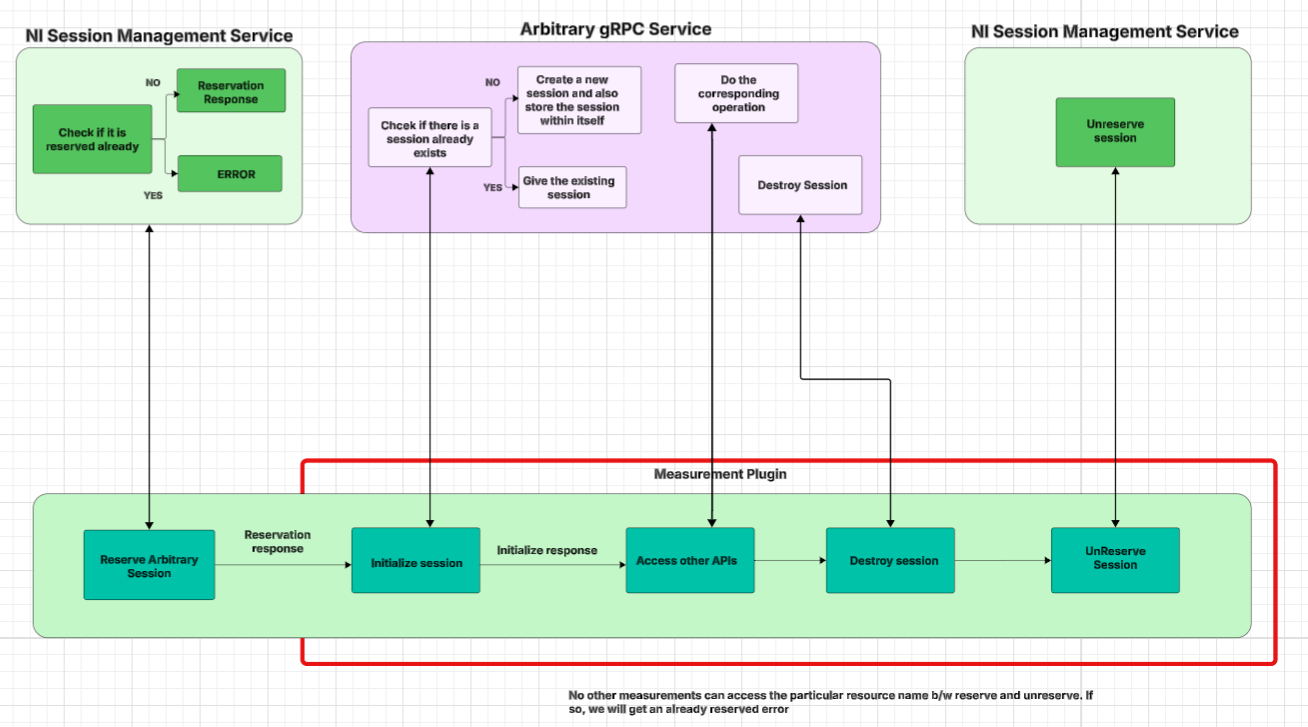 NI Session Management Service
Arbitrary gRPC Service
NI Session Management Service
Check if it is
reserved already
NO
Reservation
Response
ERROR
YES
Chcek if there is a
session already
exists
NO
Create a new
session and also
store the session
within itself
YES
Give the existing
session
Do the
corresponding
operation
Destroy Session
Unreserve
session
Measurement Plugin
Reserve Arbitrary
Session
Reservation
response
Initialize session
Initialize response
Access other APIs
Destroy session
UnReserve
Session
No other measurements can access the particular resource name b/w reserve and unreserve. If
so, we will get an already reserved error